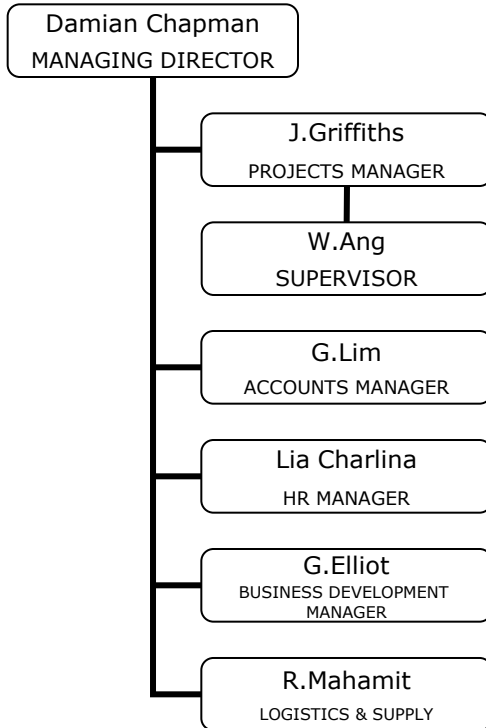 Damian Chapman
MANAGING DIRECTOR
J.Griffiths
PROJECTS MANAGER
W.Ang
SUPERVISOR
G.Lim
ACCOUNTS MANAGER
Lia Charlina
HR MANAGER
G.Elliot
BUSINESS DEVELOPMENT
MANAGER
R.Mahamit
LOGISTICS & SUPPLY